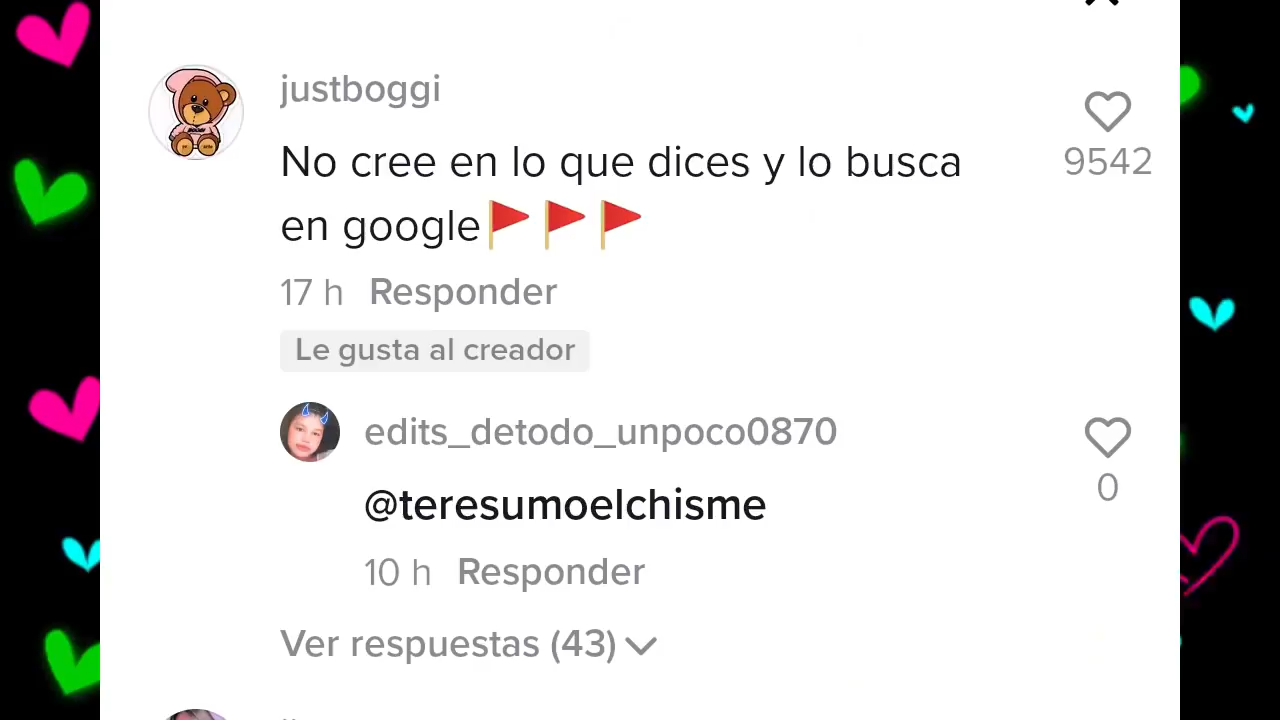 justboggi
No cree en lo que dices y lo busca
en google🚩🚩🚩
9542
17 h Responder
Le gusta al creador
edits_detodo_unpoco0870
@teresumoelchisme
0
10 h Responder
Ver respuestas (43)